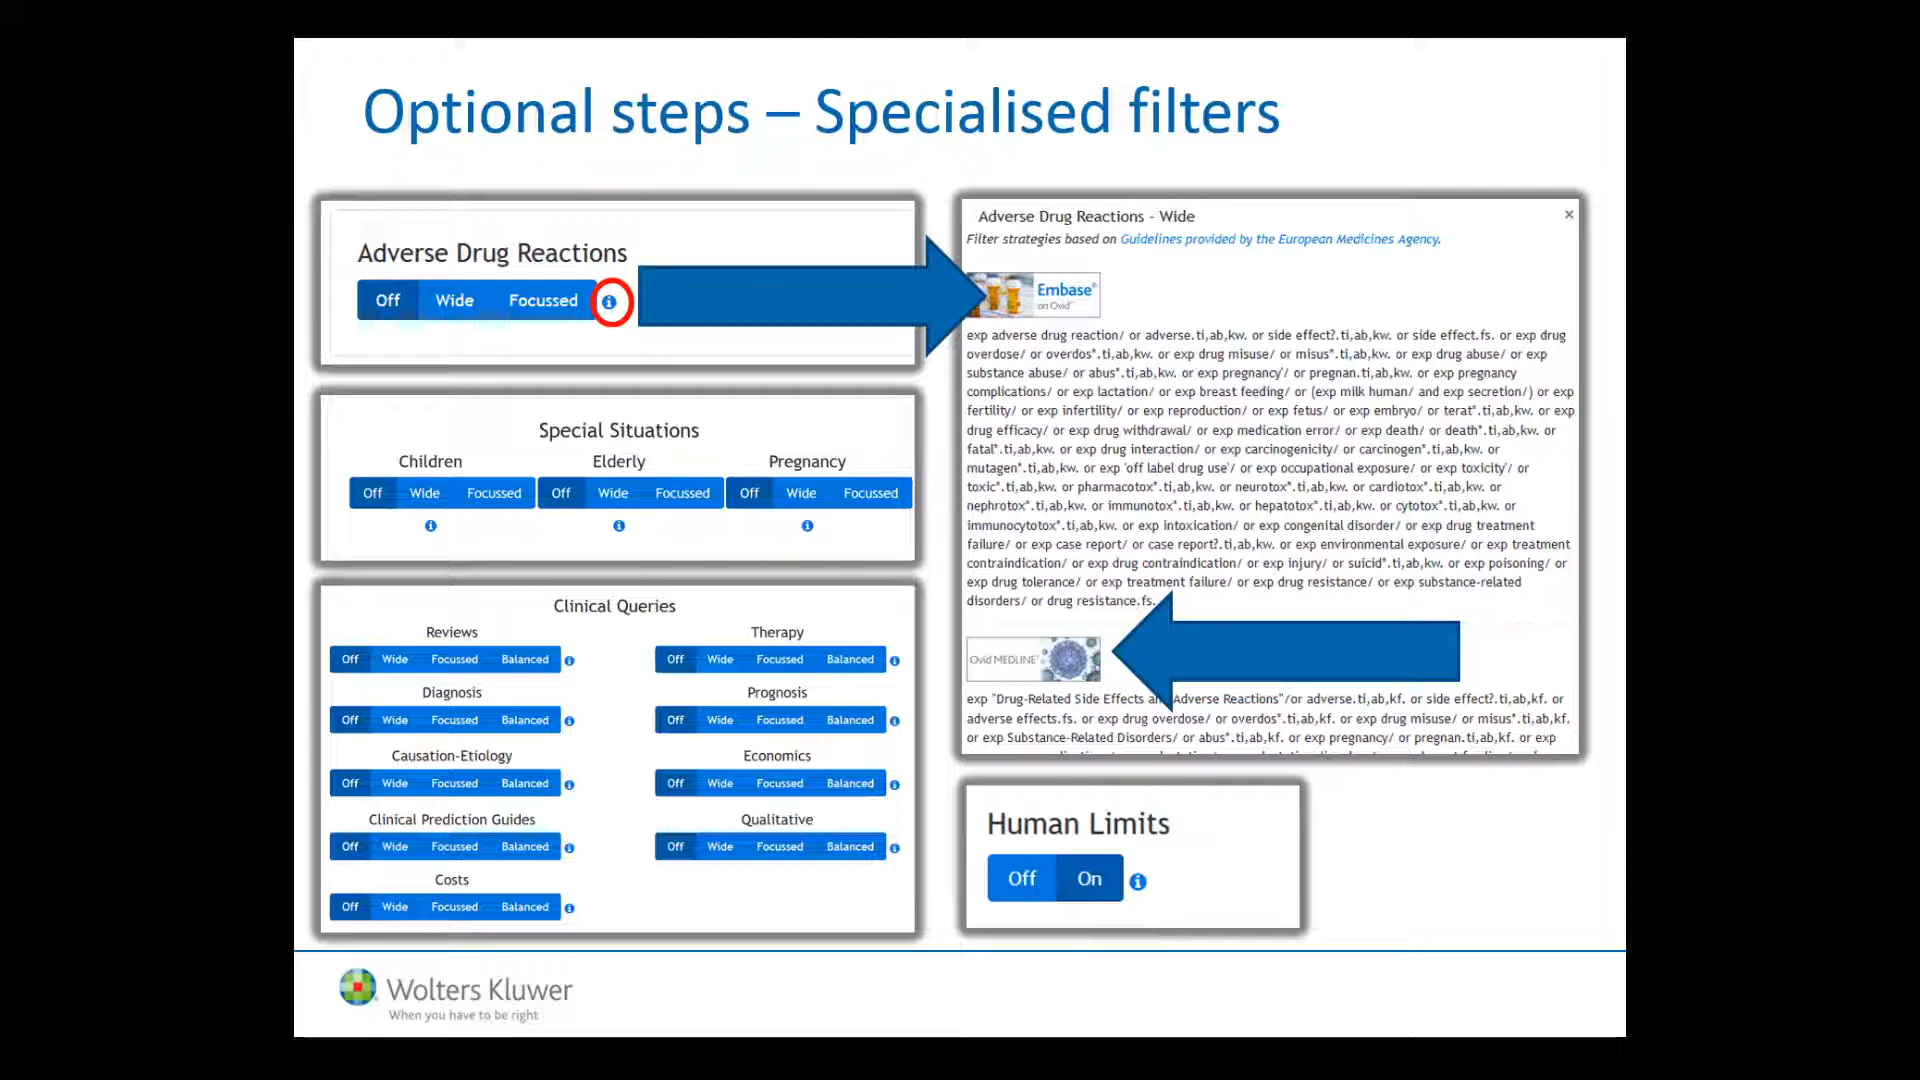 Optional steps – Specialised filters
Adverse Drug Reactions
Off Wide Focussed
Special Situations
Children Elderly Pregnancy
Off Wide Focussed Off Wide Focussed Off Wide Focussed
Clinical Queries
Reviews Therapy
Off Wide Focussed Balanced Off Wide Focussed Balanced
Diagnosis Prognosis
Off Wide Focussed Balanced Off Wide Focussed Balanced
Causation-Etiology Economics
Off Wide Focussed Balanced Off Wide Focussed Balanced
Clinical Prediction Guides Qualitative
Off Wide Focussed Balanced Off Wide Focussed Balanced
Costs
Off Wide Focussed Balanced
Adverse Drug Reactions - Wide ×
Filter strategies based on Guidelines provided by the European Medicines Agency.
Embase®
on Ovid™
exp adverse drug reaction/ or adverse.ti,ab,kw. or side effect?.ti,ab,kw. or side effect.fs. or exp drug
overdose/ or overdos*.ti,ab,kw. or exp drug misuse/ or misus*.ti,ab,kw. or exp drug abuse/ or exp
substance abuse/ or abus*.ti,ab,kw. or exp pregnancy'/ or pregnan.ti,ab,kw. or exp pregnancy
complications/ or exp lactation/ or exp breast feeding/ or (exp milk human/ and exp secretion/) or exp
fertility/ or exp infertility/ or exp reproduction/ or exp fetus/ or exp embryo/ or terat*.ti,ab,kw. or exp
drug efficacy/ or exp drug withdrawal/ or exp medication error/ or exp death/ or death*.ti,ab,kw. or
fatal*.ti,ab,kw. or exp drug interaction/ or exp carcinogenicity/ or carcinogen*.ti,ab,kw. or
mutagen*.ti,ab,kw. or exp 'off label drug use'/ or exp occupational exposure/ or exp toxicity'/ or
toxic*.ti,ab,kw. or pharmacotox*.ti,ab,kw. or neurotox*.ti,ab,kw. or cardiotox*.ti,ab,kw. or
nephrotox*.ti,ab,kw. or immunotox*.ti,ab,kw. or hepatotox*.ti,ab,kw. or cytotox*.ti,ab,kw. or
immunocytotox*.ti,ab,kw. or exp intoxication/ or exp congenital disorder/ or exp drug treatment
failure/ or exp case report/ or case report?.ti,ab,kw. or exp environmental exposure/ or exp treatment
contraindication/ or exp drug contraindication/ or exp injury/ or suicid*.ti,ab,kw. or exp poisoning/ or
exp drug tolerance/ or exp treatment failure/ or exp drug resistance/ or exp substance-related
disorders/ or drug resistance.fs.
Ovid MEDLINE®
exp "Drug-Related Side Effects an Adverse Reactions"/or adverse.ti,ab,kf. or side effect?.ti,ab,kf. or
adverse effects.fs. or exp drug overdose/ or overdos*.ti,ab,kf. or exp drug misuse/ or misus*.ti,ab,kf.
or exp Substance-Related Disorders/ or abus*.ti,ab,kf. or exp pregnancy/ or pregnan.ti,ab,kf. or exp
Human Limits
Off On
Wolters Kluwer
When you have to be right